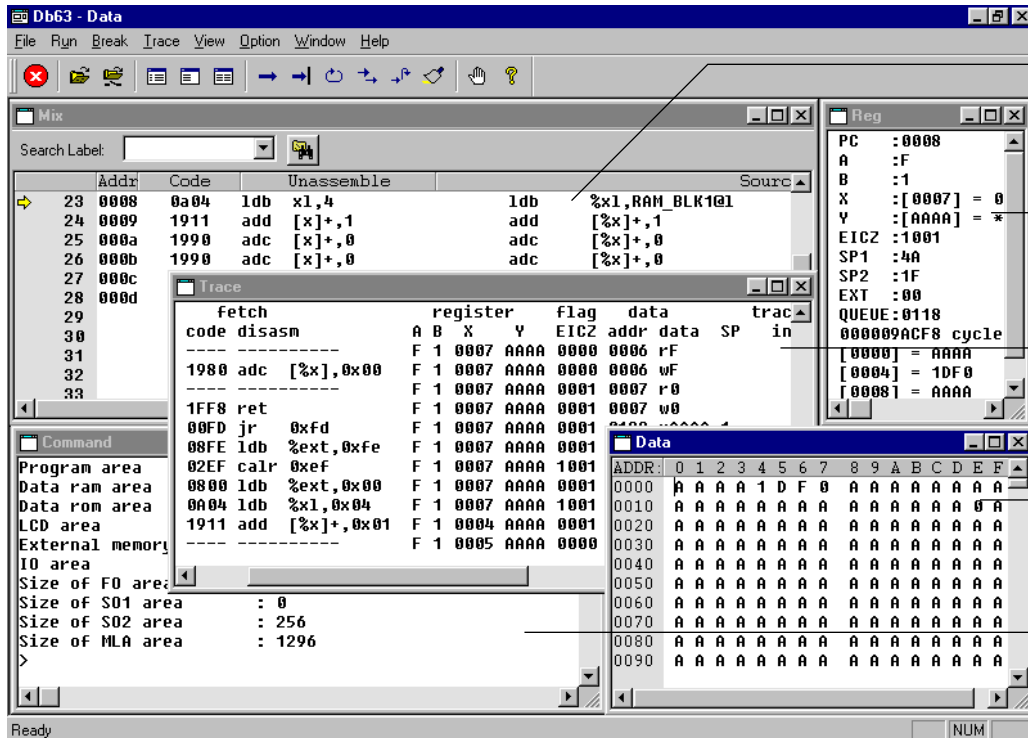 Db63 - Data
File Run Break Trace View Option Window Help
Mix
Search Label:
Addr Code Unassemble Sourc
23 0008 0a04 ldb xl,4 ldb %xl,RAM_BLK1@l
24 0009 1911 add [x]+,1 add [%x]+,1
25 000a 1990 adc [x]+,0 adc [%x]+,0
26 000b 1990 adc [x]+,0 adc [%x]+,0
27 000c
28 000d
29
30
31
32
33
Reg
PC :0008
A :F
B :1
X :[0007] = 0
Y :[AAAA] = *
EICZ :1001
SP1 :4A
SP2 :1F
EXT :00
QUEUE:0118
000009ACF8 cycle
[0000] = AAAA
[0004] = 1DF0
[0008] = AAAA
Trace
fetch register flag data trac
code disasm A B X Y EICZ addr data SP in
---- ---------- F 1 0007 AAAA 0000 0006 rF
1980 adc [%x],0x00 F 1 0007 AAAA 0000 0006 wF
---- ---------- F 1 0007 AAAA 0001 0007 r0
1FF8 ret F 1 0007 AAAA 0001 0007 w0
00FD jr 0xfd F 1 0007 AAAA 0001
08FE ldb %ext,0xfe F 1 0007 AAAA 0001
02EF calr 0xef F 1 0007 AAAA 1001
0800 ldb %ext,0x00 F 1 0007 AAAA 0001
0A04 ldb %xl,0x04 F 1 0007 AAAA 1001
1911 add [%x]+,0x01 F 1 0004 AAAA 0001
---- ---------- F 1 0005 AAAA 0000
Command
Program area
Data ram area
Data rom area
LCD area
External memory
IO area
Size of FO area
Size of SO1 area : 0
Size of SO2 area : 256
Size of MLA area : 1296
>
Data
ADDR: 0 1 2 3 4 5 6 7 8 9 A B C D E F
0000 A A A A 1 D F 0 A A A A A A A A
0010 A A A A A A A A A A A A A A 0 A
0020 A A A A A A A A A A A A A A A A
0030 A A A A A A A A A A A A A A A A
0040 A A A A A A A A A A A A A A A A
0050 A A A A A A A A A A A A A A A A
0060 A A A A A A A A A A A A A A A A
0070 A A A A A A A A A A A A A A A A
0080 A A A A A A A A A A A A A A A A
0090 A A A A A A A A A A A A A A A A
Ready NUM